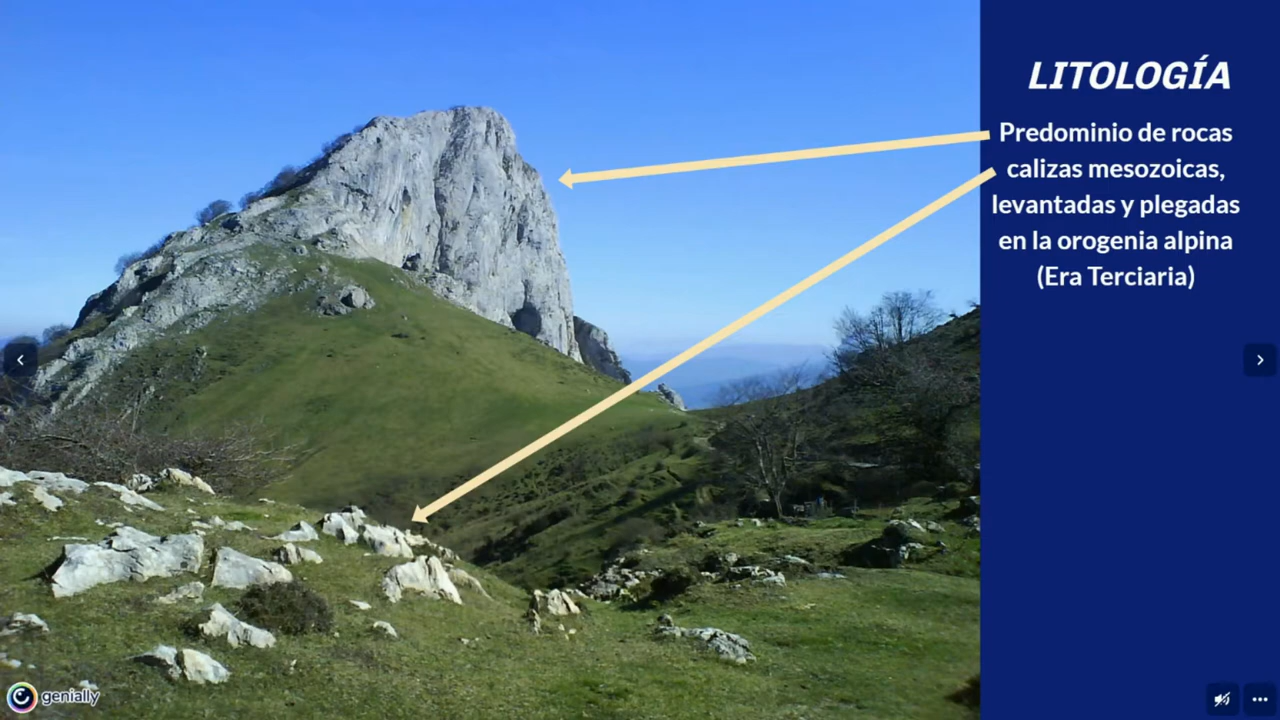 LITOLOGÍA
Predominio de rocas
calizas mesozoicas,
levantadas y plegadas
en la orogenia alpina
(Era Terciaria)
genially